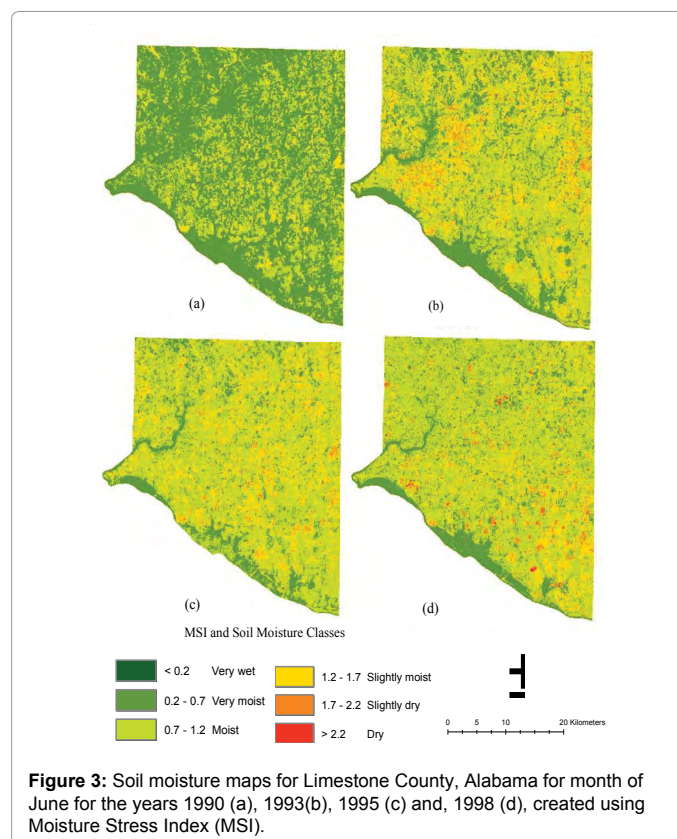 (a)
(b)
(c)
(d)
MSI and Soil Moisture Classes
< 0.2 Very wet
0.2 - 0.7 Very moist
0.7 - 1.2 Moist
1.2 - 1.7 Slightly moist
1.7 - 2.2 Slightly dry
> 2.2 Dry
0 5 10 20 Kilometers
Figure 3: Soil moisture maps for Limestone County, Alabama for month of
June for the years 1990 (a), 1993(b), 1995 (c) and, 1998 (d), created using
Moisture Stress Index (MSI).